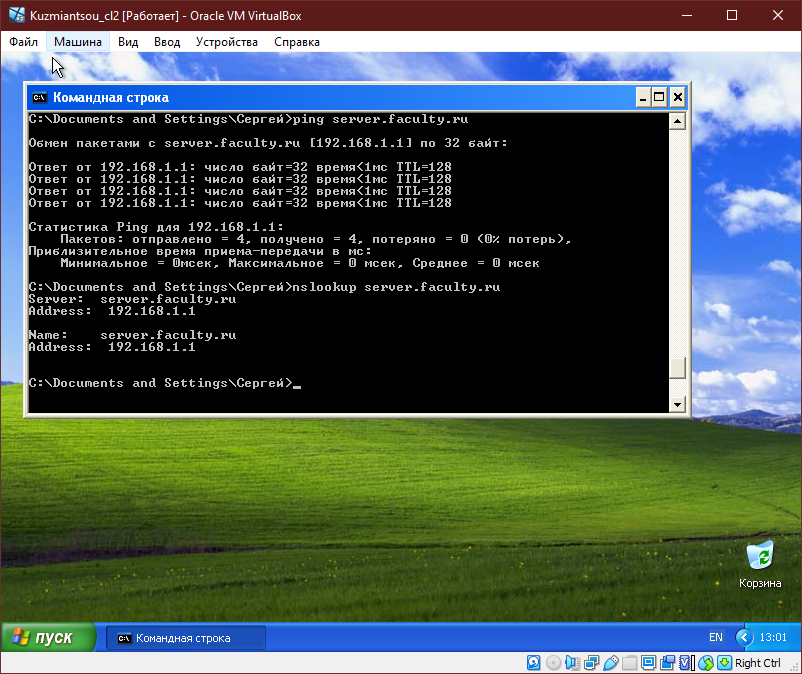 Kuzmiantsou_cl2 [Работает] - Oracle VM VirtualBox
Файл Машина Вид Ввод Устройства Справка
Командная строка
C:\Documents and Settings\Сергей>ping server.faculty.ru
Обмен пакетами с server.faculty.ru [192.168.1.1] по 32 байт:
Ответ от 192.168.1.1: число байт=32 время<1мс TTL=128
Ответ от 192.168.1.1: число байт=32 время<1мс TTL=128
Ответ от 192.168.1.1: число байт=32 время<1мс TTL=128
Ответ от 192.168.1.1: число байт=32 время<1мс TTL=128
Статистика Ping для 192.168.1.1:
Пакетов: отправлено = 4, получено = 4, потеряно = 0 (0% потерь),
Приблизительное время приема-передачи в мс:
Минимальное = 0мсек, Максимальное = 0 мсек, Среднее = 0 мсек
C:\Documents and Settings\Сергей>nslookup server.faculty.ru
Server:  server.faculty.ru
Address:  192.168.1.1
Name:    server.faculty.ru
Address:  192.168.1.1
C:\Documents and Settings\Сергей>_
Корзина
пуск
Командная строка
EN
13:01
Right Ctrl